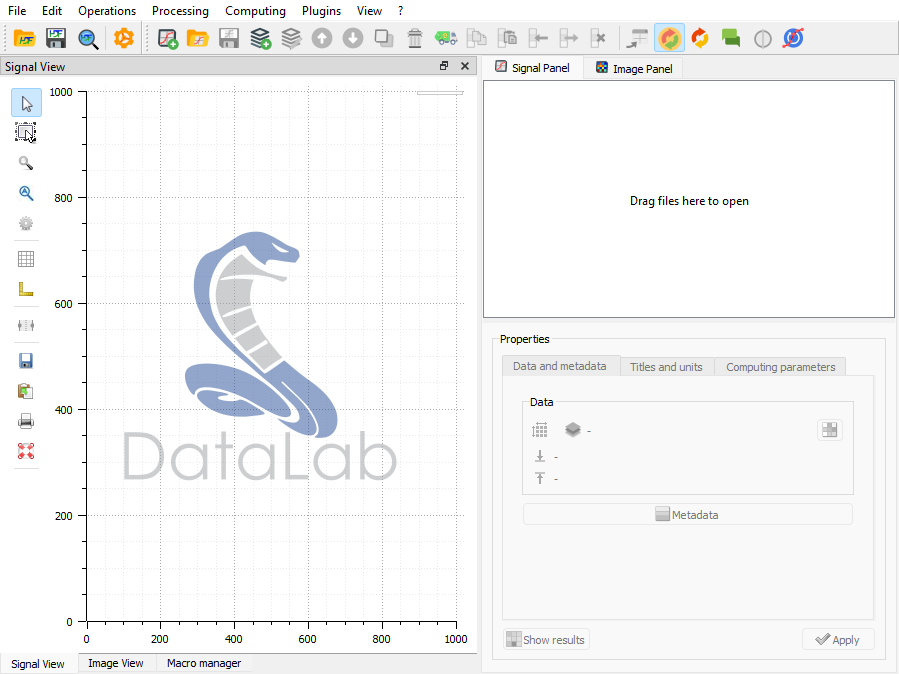 File Edit Operations Processing Computing Plugins View ?
Signal View
Signal Panel Image Panel
1000
800
600
400
200
0
0 200 400 600 800 1000
DataLab
Drag files here to open
Properties
Data and metadata Titles and units Computing parameters
Data
-
-
-
Metadata
Show results Apply
Signal View Image View Macro manager